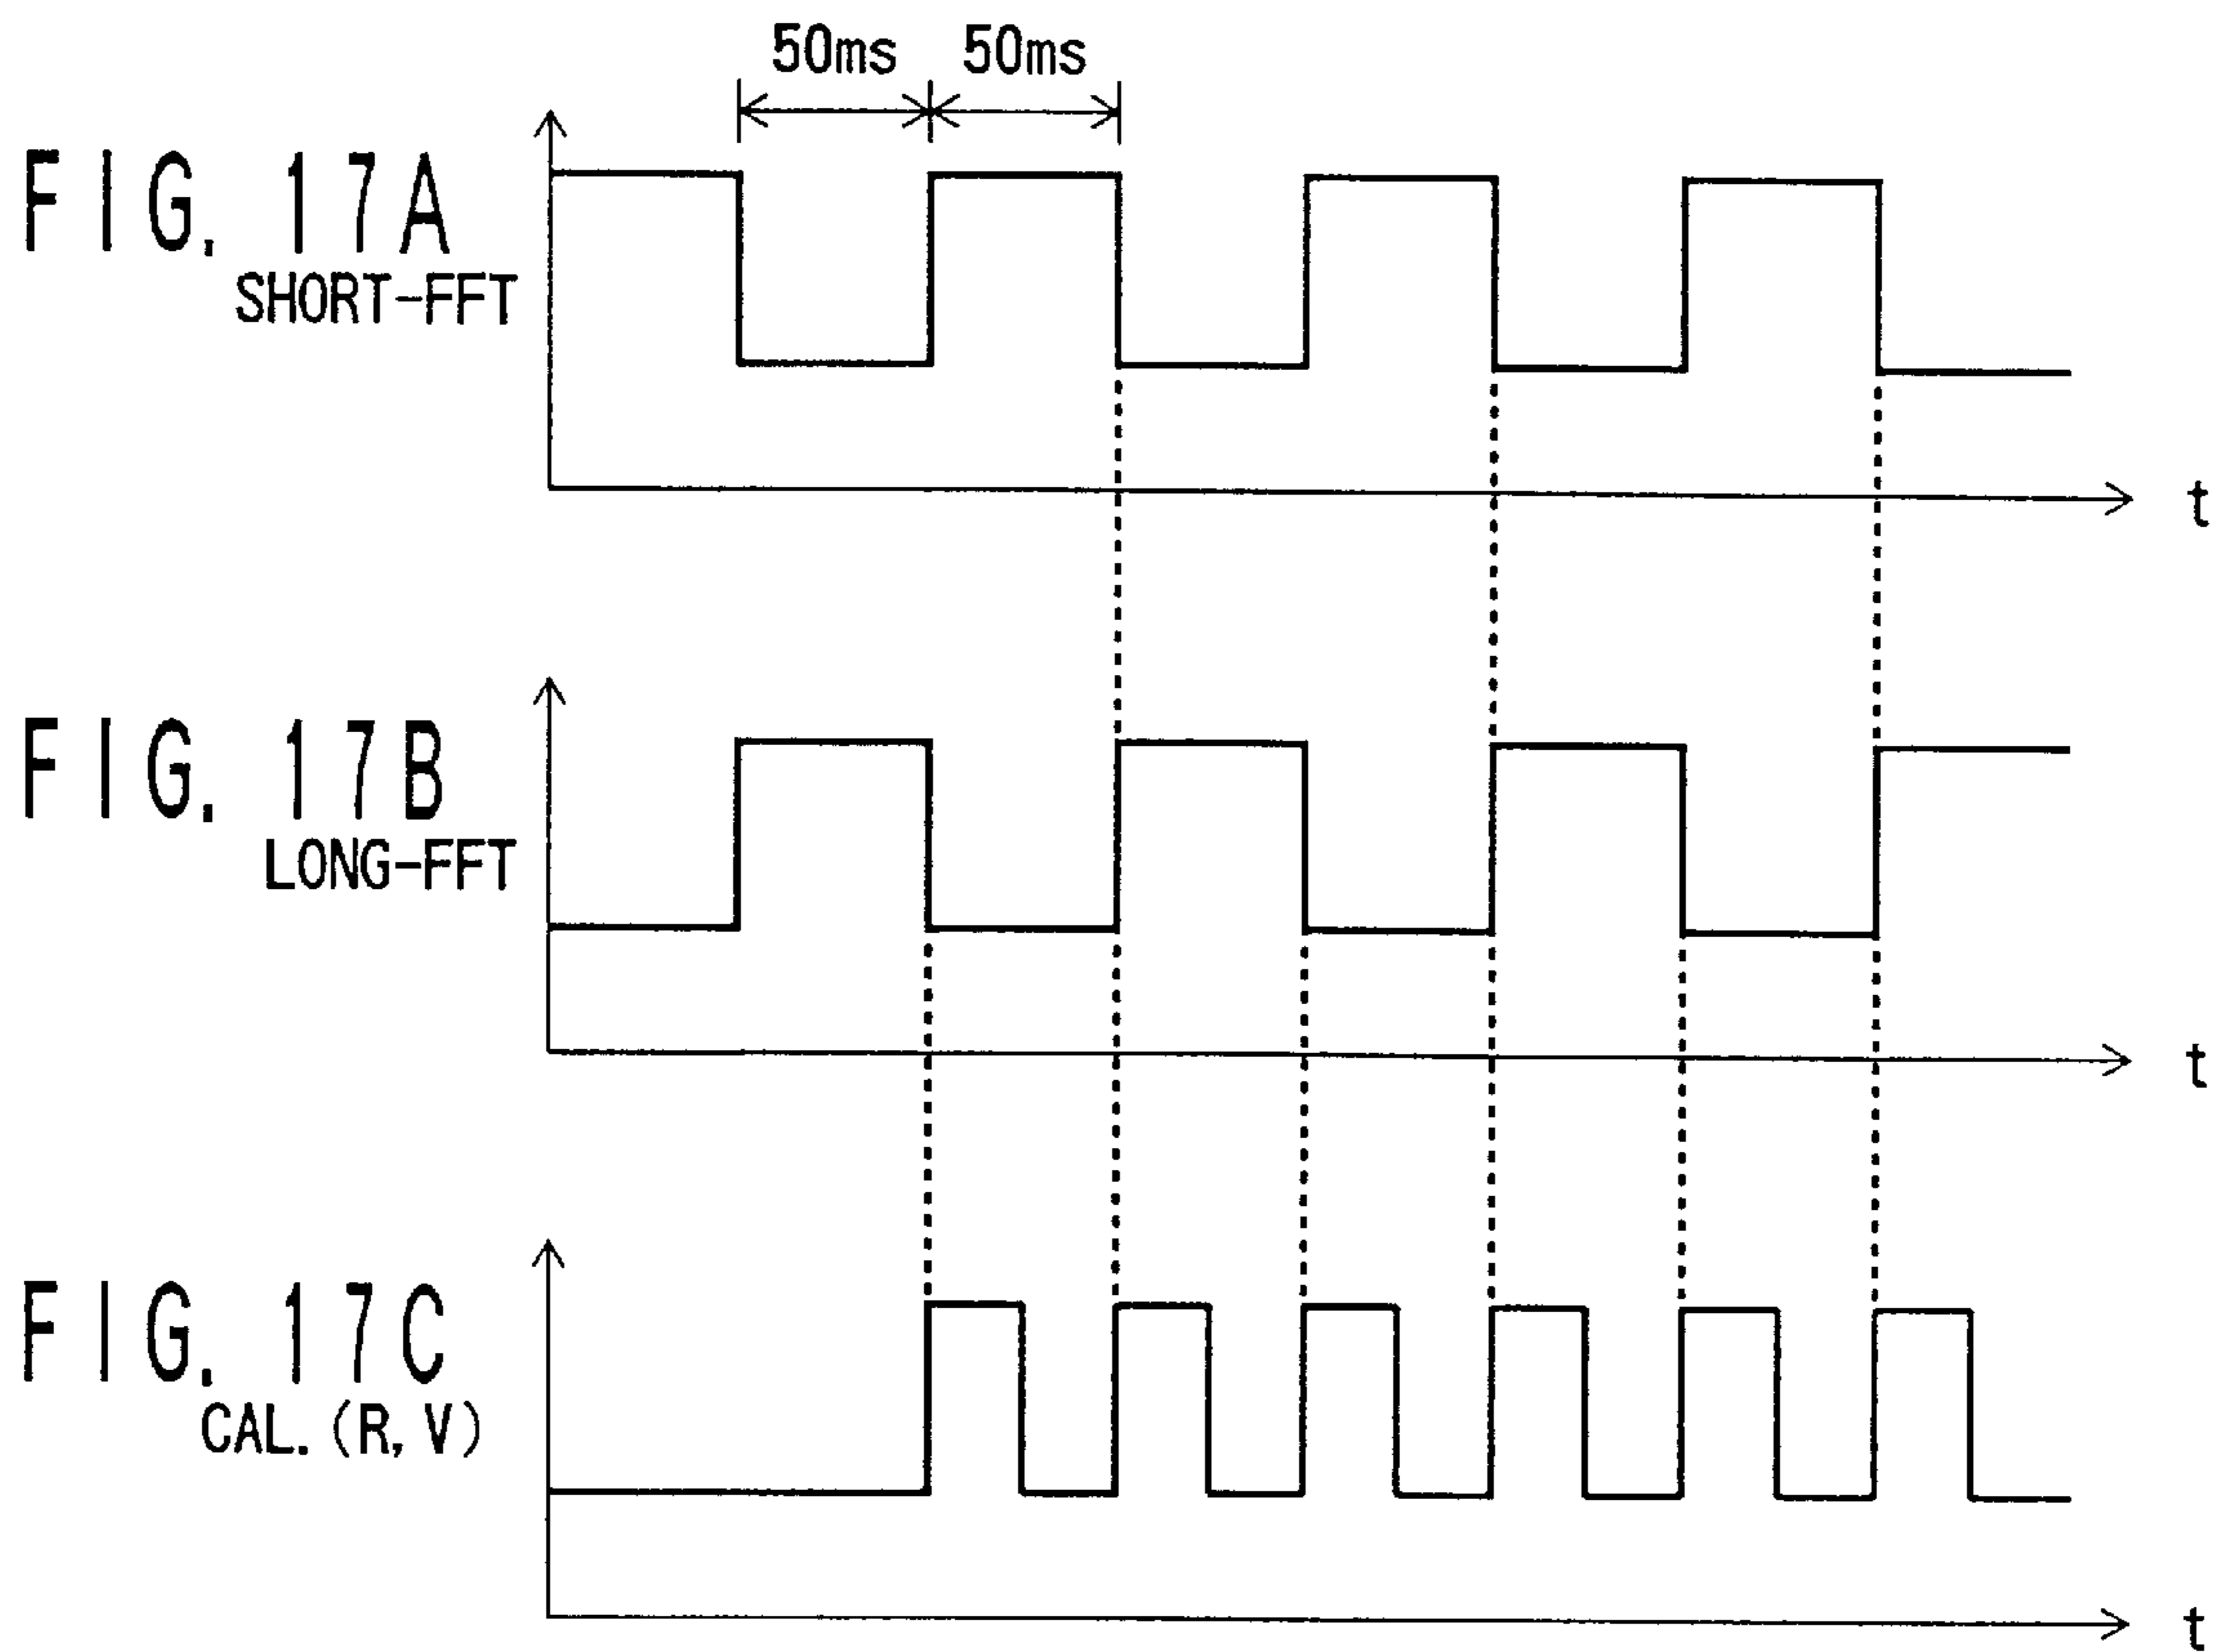 50ms 50ms
FIG. 17A
SHORT-FFT
t
FIG. 17B
LONG-FFT
t
FIG. 17C
CAL.(R,V)
t